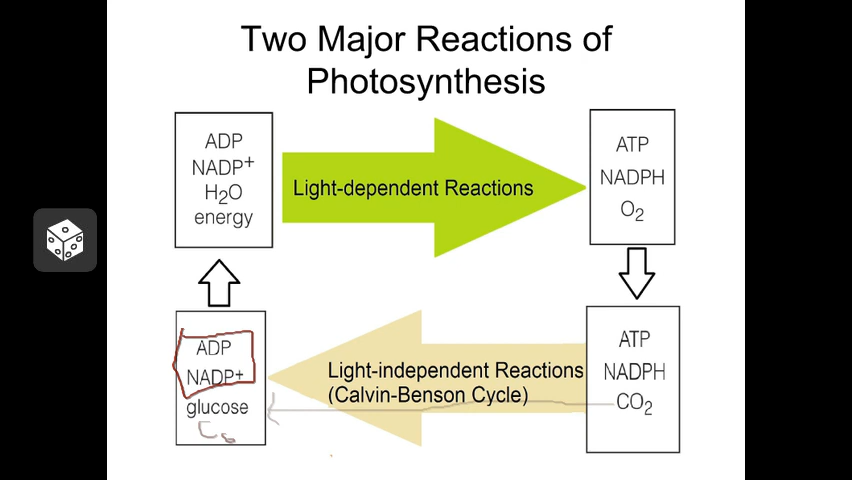 Two Major Reactions of
Photosynthesis
ADP
NADP+
H2O
energy
Light-dependent Reactions
ATP
NADPH
O2
ADP
NADP+
glucose
C6
Light-independent Reactions
(Calvin-Benson Cycle)
ATP
NADPH
CO2